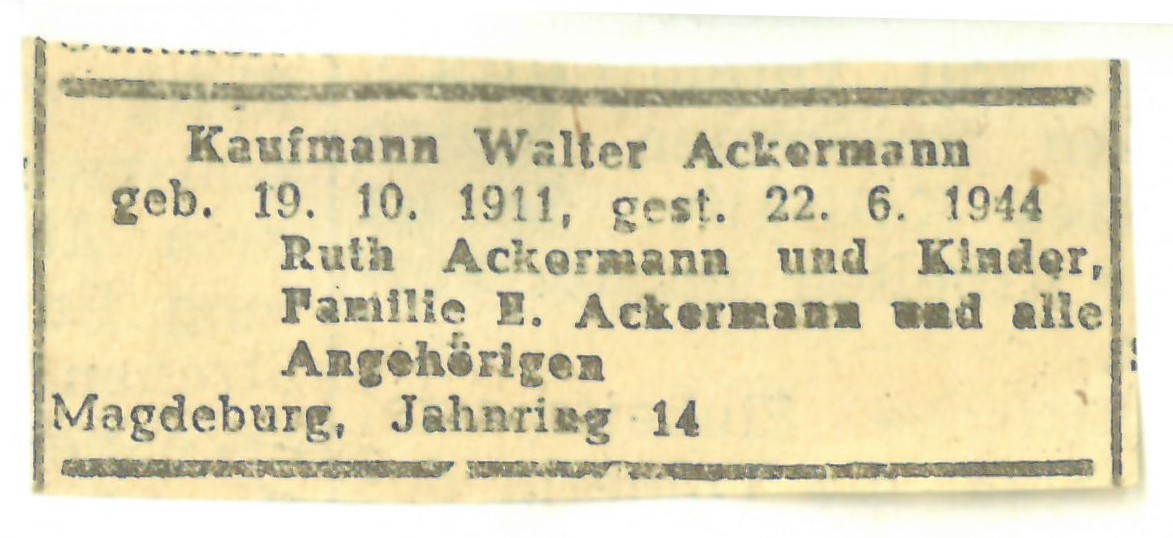 Kaufmann Walter Ackermann
geb. 19. 10. 1911, gest. 22. 6. 1944
Ruth Ackermann und Kinder,
Familie E. Ackermann und alle
Angehörigen
Magdeburg, Jahnring 14